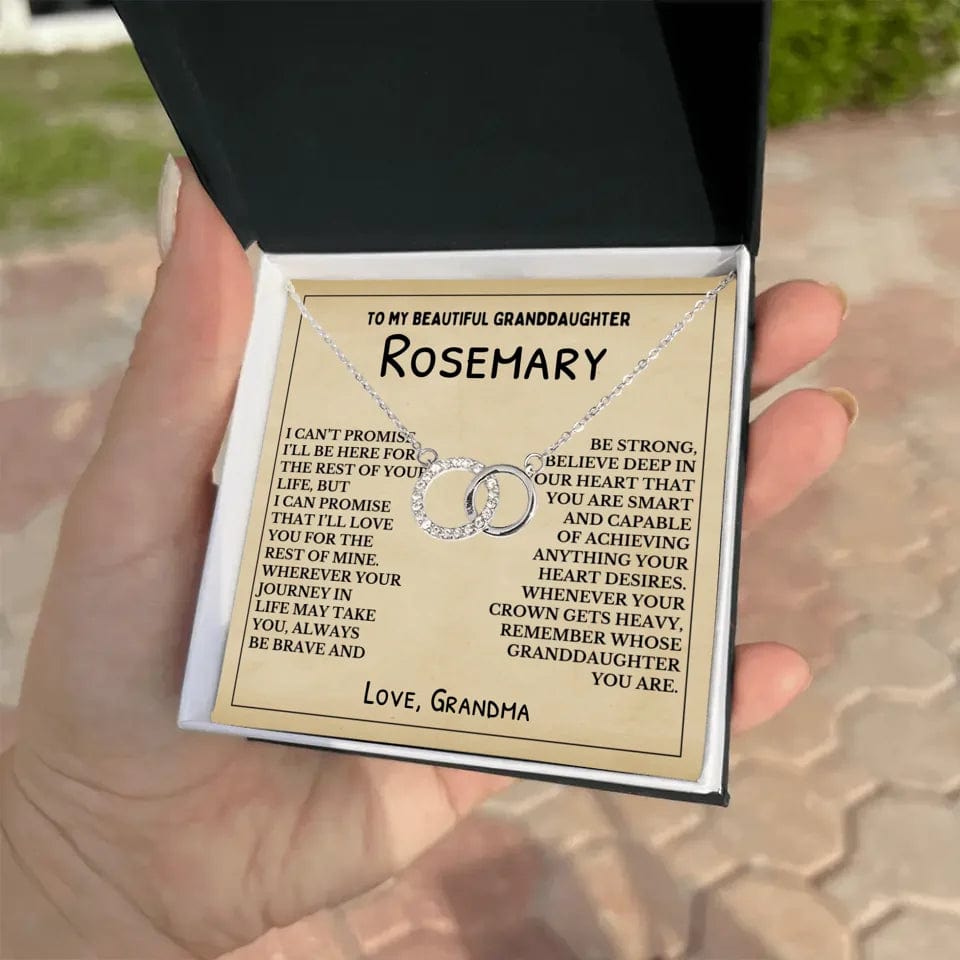 TO MY BEAUTIFUL GRANDDAUGHTER
ROSEMARY
I CAN'T PROMISE
I'LL BE HERE FOR
THE REST OF YOUR
LIFE, BUT
I CAN PROMISE
THAT I'LL LOVE
YOU FOR THE
REST OF MINE.
WHEREVER YOUR
JOURNEY IN
LIFE MAY TAKE
YOU, ALWAYS
BE BRAVE AND
BE STRONG,
BELIEVE DEEP IN
OUR HEART THAT
YOU ARE SMART
AND CAPABLE
OF ACHIEVING
ANYTHING YOUR
HEART DESIRES.
WHENEVER YOUR
CROWN GETS HEAVY,
REMEMBER WHOSE
GRANDDAUGHTER
YOU ARE.
LOVE, GRANDMA